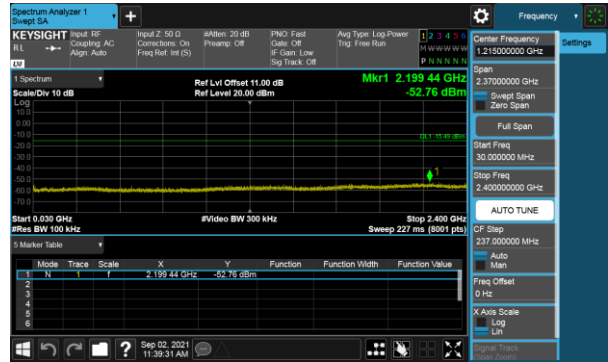 Spectrum Analyzer 1
Swept SA
Frequency
KEYSIGHT
RL
Input: RF
Coupling: AC
Align: Auto
Input Z: 50 Ω
Corrections: On
Freq Ref: Int (S)
#Atten: 20 dB
Preamp: Off
PNO: Fast
Gate: Off
IF Gain: Low
Sig Track: Off
Avg Type: Log-Power
Trig: Free Run
1 2 3 4 5 6
M W W W W W
P N N N N N
1 Spectrum
Scale/Div 10 dB
Log
Ref Lvl Offset 11.00 dB
Ref Level 20.00 dBm
Mkr1 2.199 44 GHz
-52.76 dBm
10.0
0.00
-10.0
-20.0
-30.0
-40.0
-50.0
-60.0
-70.0
DL1 -15.49 dBm
1
Start 0.030 GHz
#Res BW 100 kHz
#Video BW 300 kHz
Stop 2.400 GHz
Sweep 227 ms (8001 pts)
5 Marker Table
Mode Trace Scale X Y Function Function Width Function Value
1 N 1 f 2.199 44 GHz -52.76 dBm
2
3
4
5
6
Sep 02, 2021
11:39:31 AM
Center Frequency
1.215000000 GHz
Settings
Span
2.37000000 GHz
Swept Span
Zero Span
Full Span
Start Freq
30.000000 MHz
Stop Freq
2.400000000 GHz
AUTO TUNE
CF Step
237.000000 MHz
Auto
Man
Freq Offset
0 Hz
X Axis Scale
Log
Lin
Signal Track
(Span Zoom)